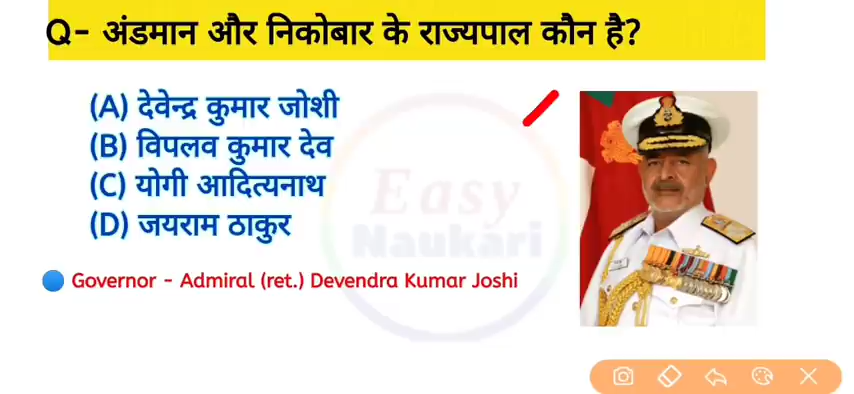 Q- अंडमान और निकोबार के राज्यपाल कौन है?
(A) देवेन्द्र कुमार जोशी
(B) विपलव कुमार देव
(C) योगी आदित्यनाथ
(D) जयराम ठाकुर
Easy
Naukari
Governor - Admiral (ret.) Devendra Kumar Joshi